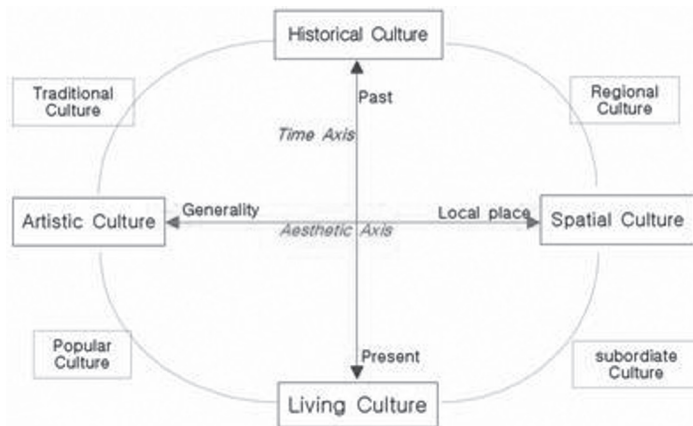 Historical Culture
Traditional
Culture
Regional
Culture
Past
Time Axis
Artistic Culture
Generality
Local place
Spatial Culture
Aesthetic Axis
Popular
Culture
Present
subordiate
Culture
Living Culture